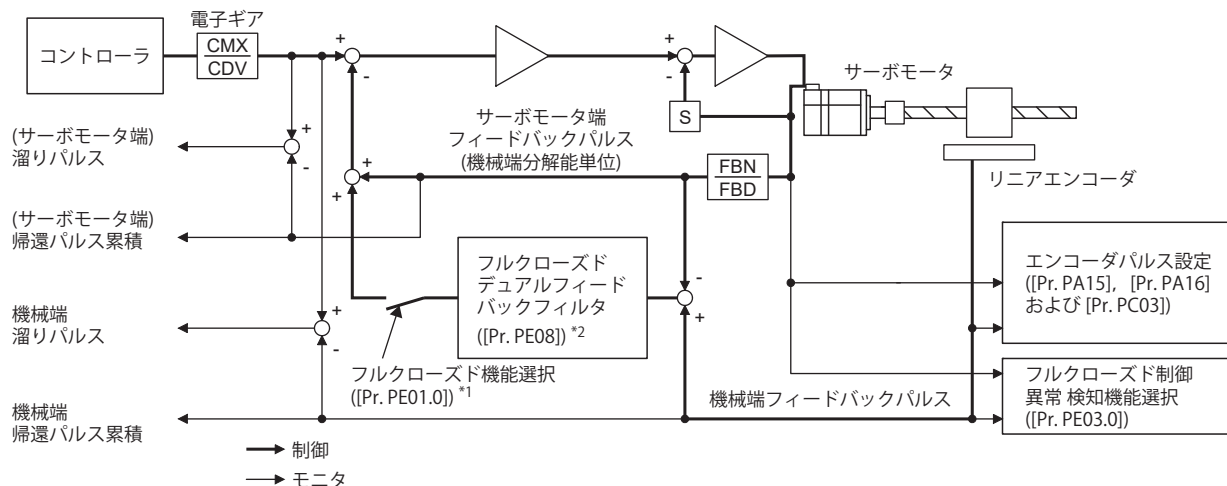 電子ギア
コントローラ
CMX
CDV
+
-
+
-
サーボモータ
S
サーボモータ端
フィードバックパルス
(機械端分解能単位)
(サーボモータ端)
溜りパルス
+
-
+
+
FBN
FBD
リニアエンコーダ
(サーボモータ端)
帰還パルス累積
フルクローズド
デュアルフィード
バックフィルタ
([Pr. PE08]) *2
-
+
エンコーダパルス設定
([Pr. PA15], [Pr. PA16]
および [Pr. PC03])
機械端
溜りパルス
+
-
フルクローズド機能選択
([Pr. PE01.0]) *1
機械端フィードバックパルス
フルクローズド制御
異常 検知機能選択
([Pr. PE03.0])
機械端
帰還パルス累積
制御
モニタ